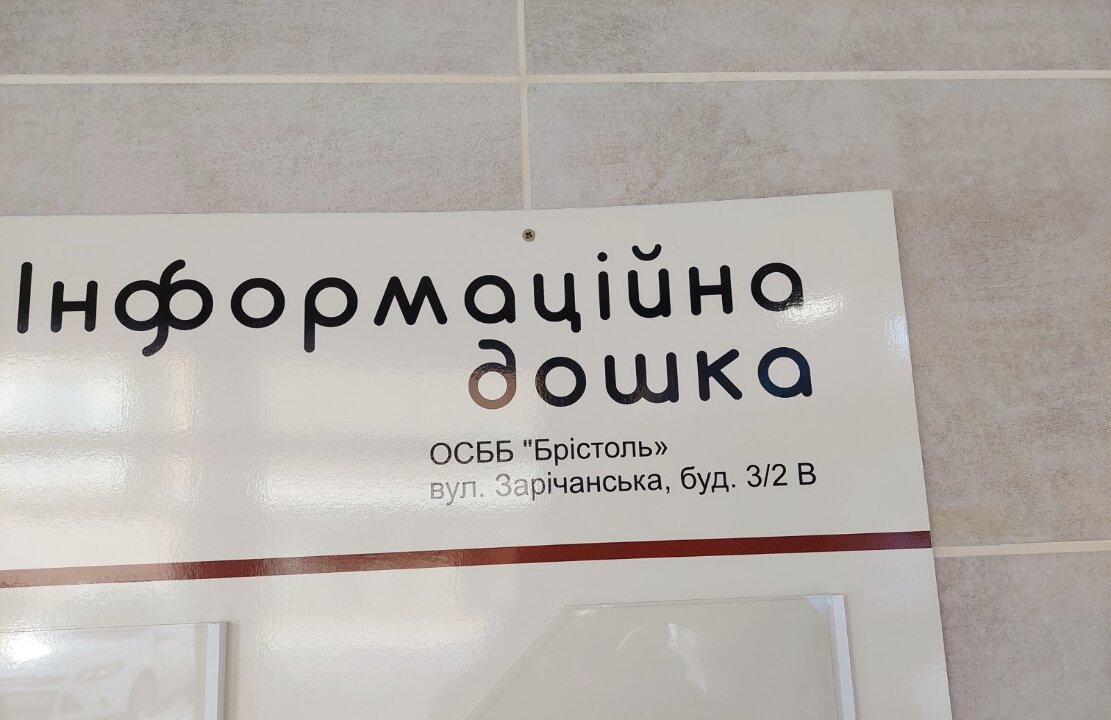 Інформаційна
дошка
ОСББ "Брістоль»
вул. Зарічанська, буд. 3/2 В